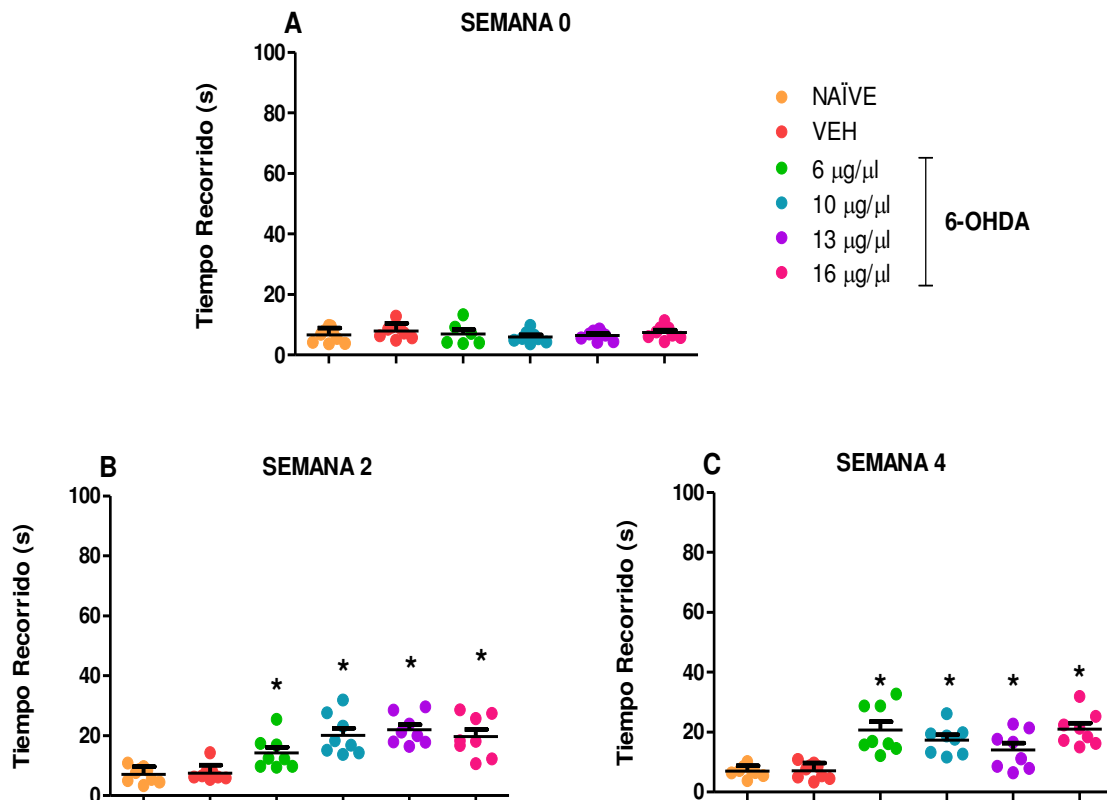 A
SEMANA 0
Tiempo Recorrido (s)
100
80
60
40
20
0
NAÏVE
VEH
6 µg/µl
10 µg/µl
13 µg/µl
16 µg/µl
6-OHDA
B
SEMANA 2
Tiempo Recorrido (s)
100
80
60
40
20
0
* * * *
C
SEMANA 4
Tiempo Recorrido (s)
100
80
60
40
20
0
* * * *